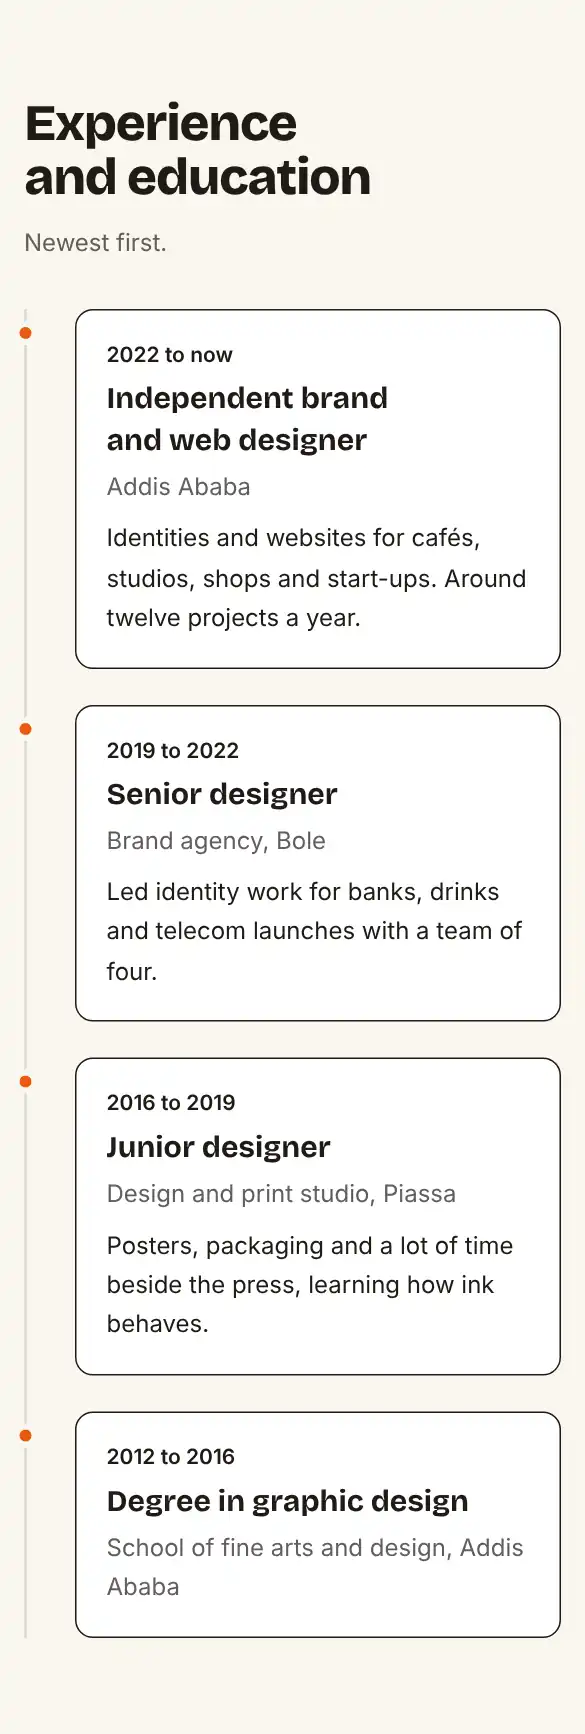 Experience
and education
Newest first.
2022 to now
Independent brand
and web designer
Addis Ababa
Identities and websites for cafés,
studios, shops and start-ups. Around
twelve projects a year.
2019 to 2022
Senior designer
Brand agency, Bole
Led identity work for banks, drinks
and telecom launches with a team of
four.
2016 to 2019
Junior designer
Design and print studio, Piassa
Posters, packaging and a lot of time
beside the press, learning how ink
behaves.
2012 to 2016
Degree in graphic design
School of fine arts and design, Addis
Ababa